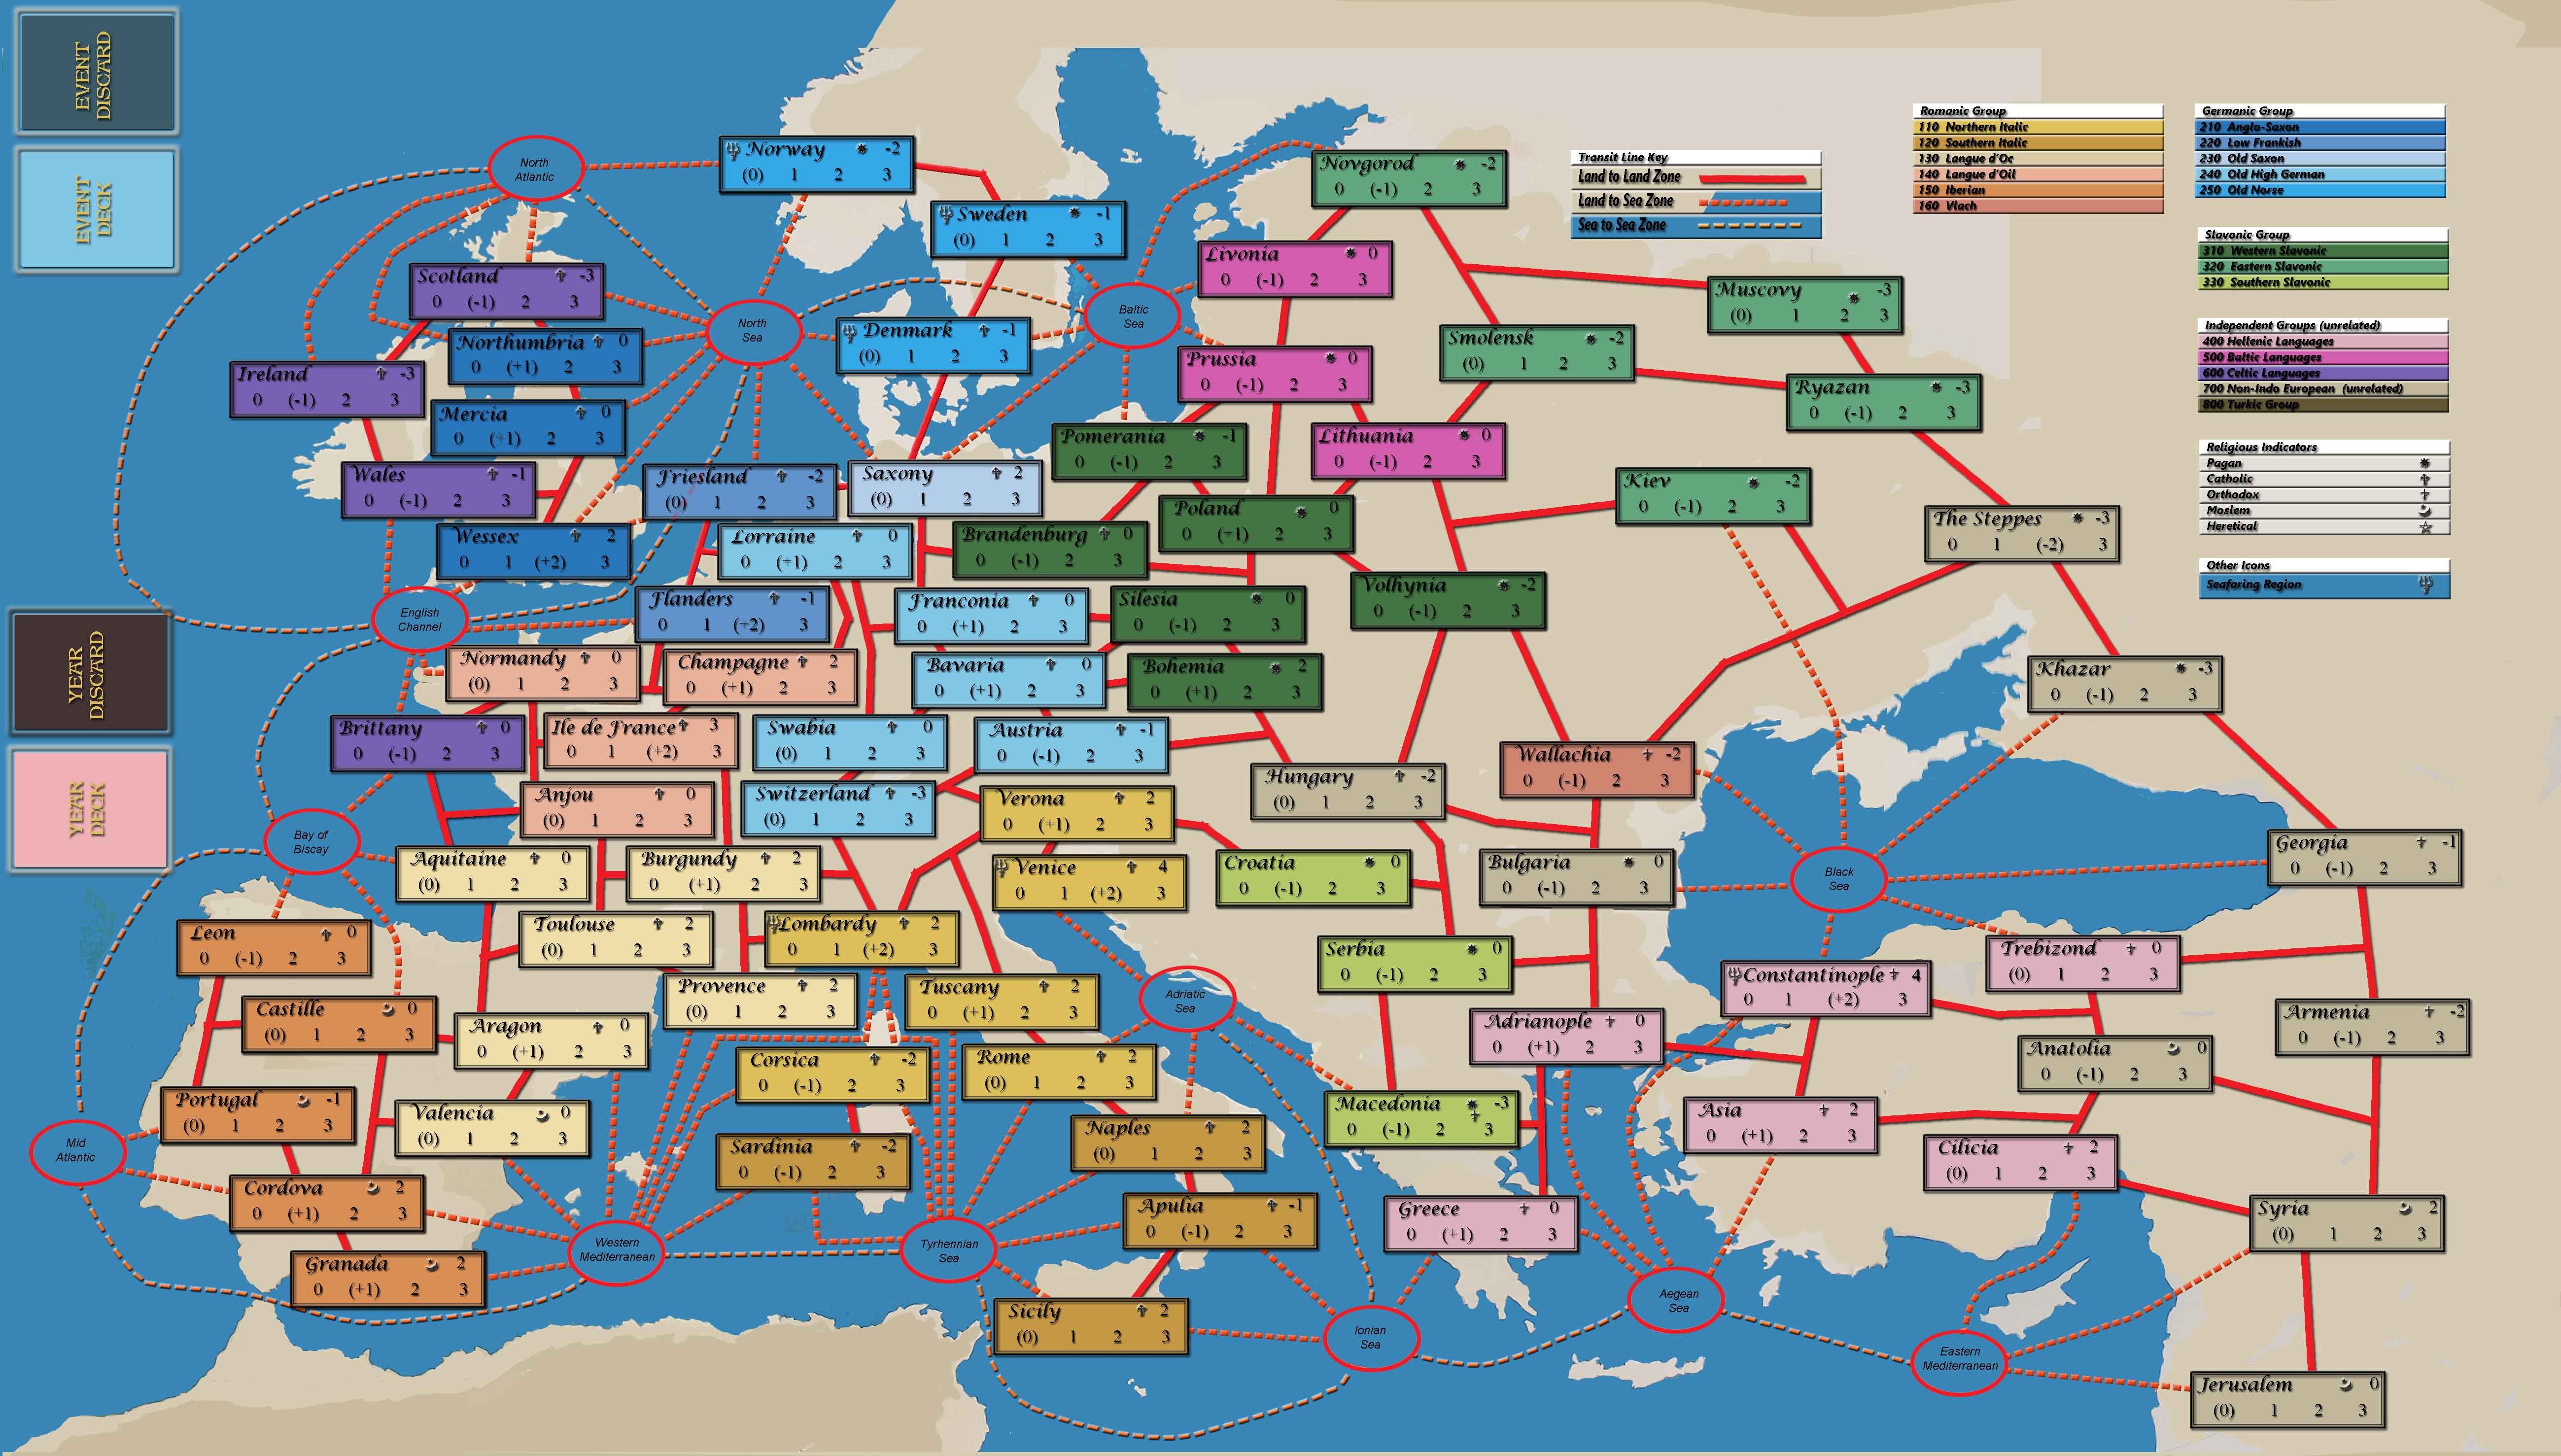 EVENT
DISCARD
EVENT
DECK
YEAR
DISCARD
YEAR
DECK
Transit Line Key
Land to Land Zone
Land to Sea Zone
Sea to Sea Zone
Romanic Group
110 Northern Italic
120 Southern Italic
130 Langue d'Oc
140 Langue d'Oil
150 Iberian
160 Vlach
Germanic Group
210 Anglo-Saxon
220 Low Frankish
230 Old Saxon
240 Old High German
250 Old Norse
Slavonic Group
310 Western Slavonic
320 Eastern Slavonic
330 Southern Slavonic
Independent Groups (unrelated)
400 Hellenic Languages
500 Baltic Languages
600 Celtic Languages
700 Non-Indo European (unrelated)
800 Turkic Group
Religious Indicators
Pagan
Catholic
Orthodox
Moslem
Heretical
Other Icons
Seafaring Region
North
Atlantic
Norway -2
(0) 1 2 3
Sweden -1
(0) 1 2 3
Novgorod -2
0 (-1) 2 3
Livonia 0
0 (-1) 2 3
Scotland -3
0 (-1) 2 3
North
Sea
Baltic
Sea
Muscovy -3
(0) 1 2 3
Northumbria 0
0 (+1) 2 3
Denmark -1
(0) 1 2 3
Smolensk -2
(0) 1 2 3
Prussia 0
0 (-1) 2 3
Ireland -3
0 (-1) 2 3
Ryazan -3
0 (-1) 2 3
Mercia 0
0 (+1) 2 3
Pomerania -1
0 (-1) 2 3
Lithuania 0
0 (-1) 2 3
Wales -1
0 (-1) 2 3
Friesland -2
(0) 1 2 3
Saxony 2
(0) 1 2 3
Kiev -2
0 (-1) 2 3
Poland 0
0 (+1) 2 3
The Steppes -3
0 1 (-2) 3
Wessex 2
0 1 (+2) 3
Lorraine 0
0 (+1) 2 3
Brandenburg 0
0 (-1) 2 3
Volhynia -2
0 (-1) 2 3
English
Channel
Flanders -1
0 1 (+2) 3
Franconia 0
0 (+1) 2 3
Silesia 0
0 (-1) 2 3
Normandy 0
(0) 1 2 3
Champagne 2
0 (+1) 2 3
Bavaria 0
0 (+1) 2 3
Bohemia 2
0 (+1) 2 3
Khazar -3
0 (-1) 2 3
Brittany 0
0 (-1) 2 3
Ile de France 3
0 1 (+2) 3
Swabia 0
(0) 1 2 3
Austria -1
0 (-1) 2 3
Wallachia -2
0 (-1) 2 3
Hungary -2
(0) 1 2 3
Anjou 0
(0) 1 2 3
Switzerland -3
(0) 1 2 3
Verona 2
0 (+1) 2 3
Bay of
Biscay
Aquitaine 0
(0) 1 2 3
Burgundy 2
0 (+1) 2 3
Venice 4
0 1 (+2) 3
Croatia 0
0 (-1) 2 3
Bulgaria 0
0 (-1) 2 3
Black
Sea
Georgia -1
0 (-1) 2 3
Leon 0
0 (-1) 2 3
Toulouse 2
(0) 1 2 3
Lombardy 2
0 1 (+2) 3
Serbia 0
0 (-1) 2 3
Trebizond 0
(0) 1 2 3
Constantinople 4
0 1 (+2) 3
Provence 2
(0) 1 2 3
Tuscany 2
0 (+1) 2 3
Adriatic
Sea
Castille 0
(0) 1 2 3
Aragon 0
0 (+1) 2 3
Adrianople 0
0 (+1) 2 3
Armenia -2
0 (-1) 2 3
Corsica -2
0 (-1) 2 3
Rome 2
(0) 1 2 3
Anatolia 0
0 (-1) 2 3
Portugal -1
(0) 1 2 3
Valencia 0
(0) 1 2 3
Macedonia -3
0 (-1) 2 3
Asia 2
0 (+1) 2 3
Mid
Atlantic
Sardinia -2
0 (-1) 2 3
Naples 2
(0) 1 2 3
Cilicia 2
(0) 1 2 3
Cordova 2
0 (+1) 2 3
Apulia -1
0 (-1) 2 3
Greece 0
0 (+1) 2 3
Syria 2
(0) 1 2 3
Western
Mediterranean
Tyrhennian
Sea
Granada 2
0 (+1) 2 3
Aegean
Sea
Sicily 2
(0) 1 2 3
Ionian
Sea
Eastern
Mediterranean
Jerusalem 0
(0) 1 2 3